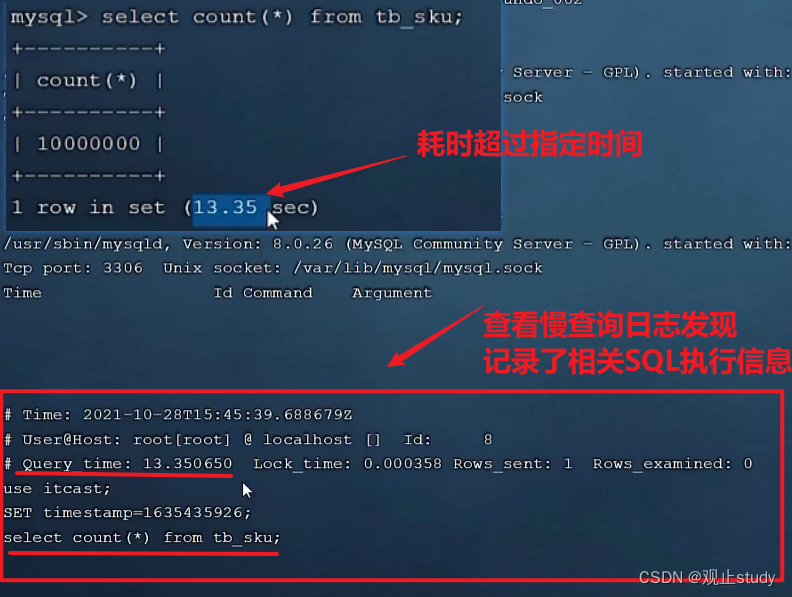 mysql> select count(*) from tb_sku;
+----------+
| count(*) |
+----------+
| 10000000 |
+----------+
1 row in set (13.35 sec)
undo_002
Server - GPL). started with:
sock
耗时超过指定时间
/usr/sbin/mysqld, Version: 8.0.26 (MySQL Community Server - GPL). started with:
Tcp port: 3306  Unix socket: /var/lib/mysql/mysql.sock
Time                 Id Command    Argument
查看慢查询日志发现
记录了相关SQL执行信息
# Time: 2021-10-28T15:45:39.688679Z
# User@Host: root[root] @ localhost []  Id:     8
# Query_time: 13.350650  Lock_time: 0.000358 Rows_sent: 1  Rows_examined: 0
use itcast;
SET timestamp=1635435926;
select count(*) from tb_sku;
CSDN @观止study